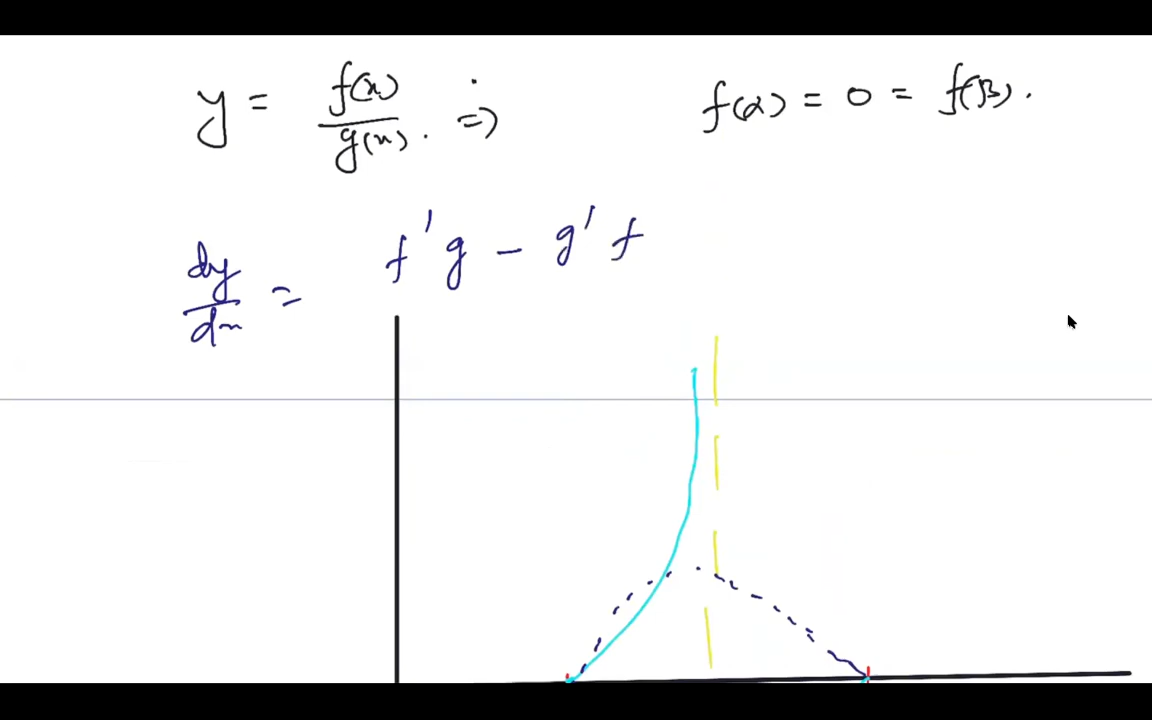 y = f(x)/g(x). ⇒ f(α) = 0 = f(β).
dy/dx = f'g - g'f